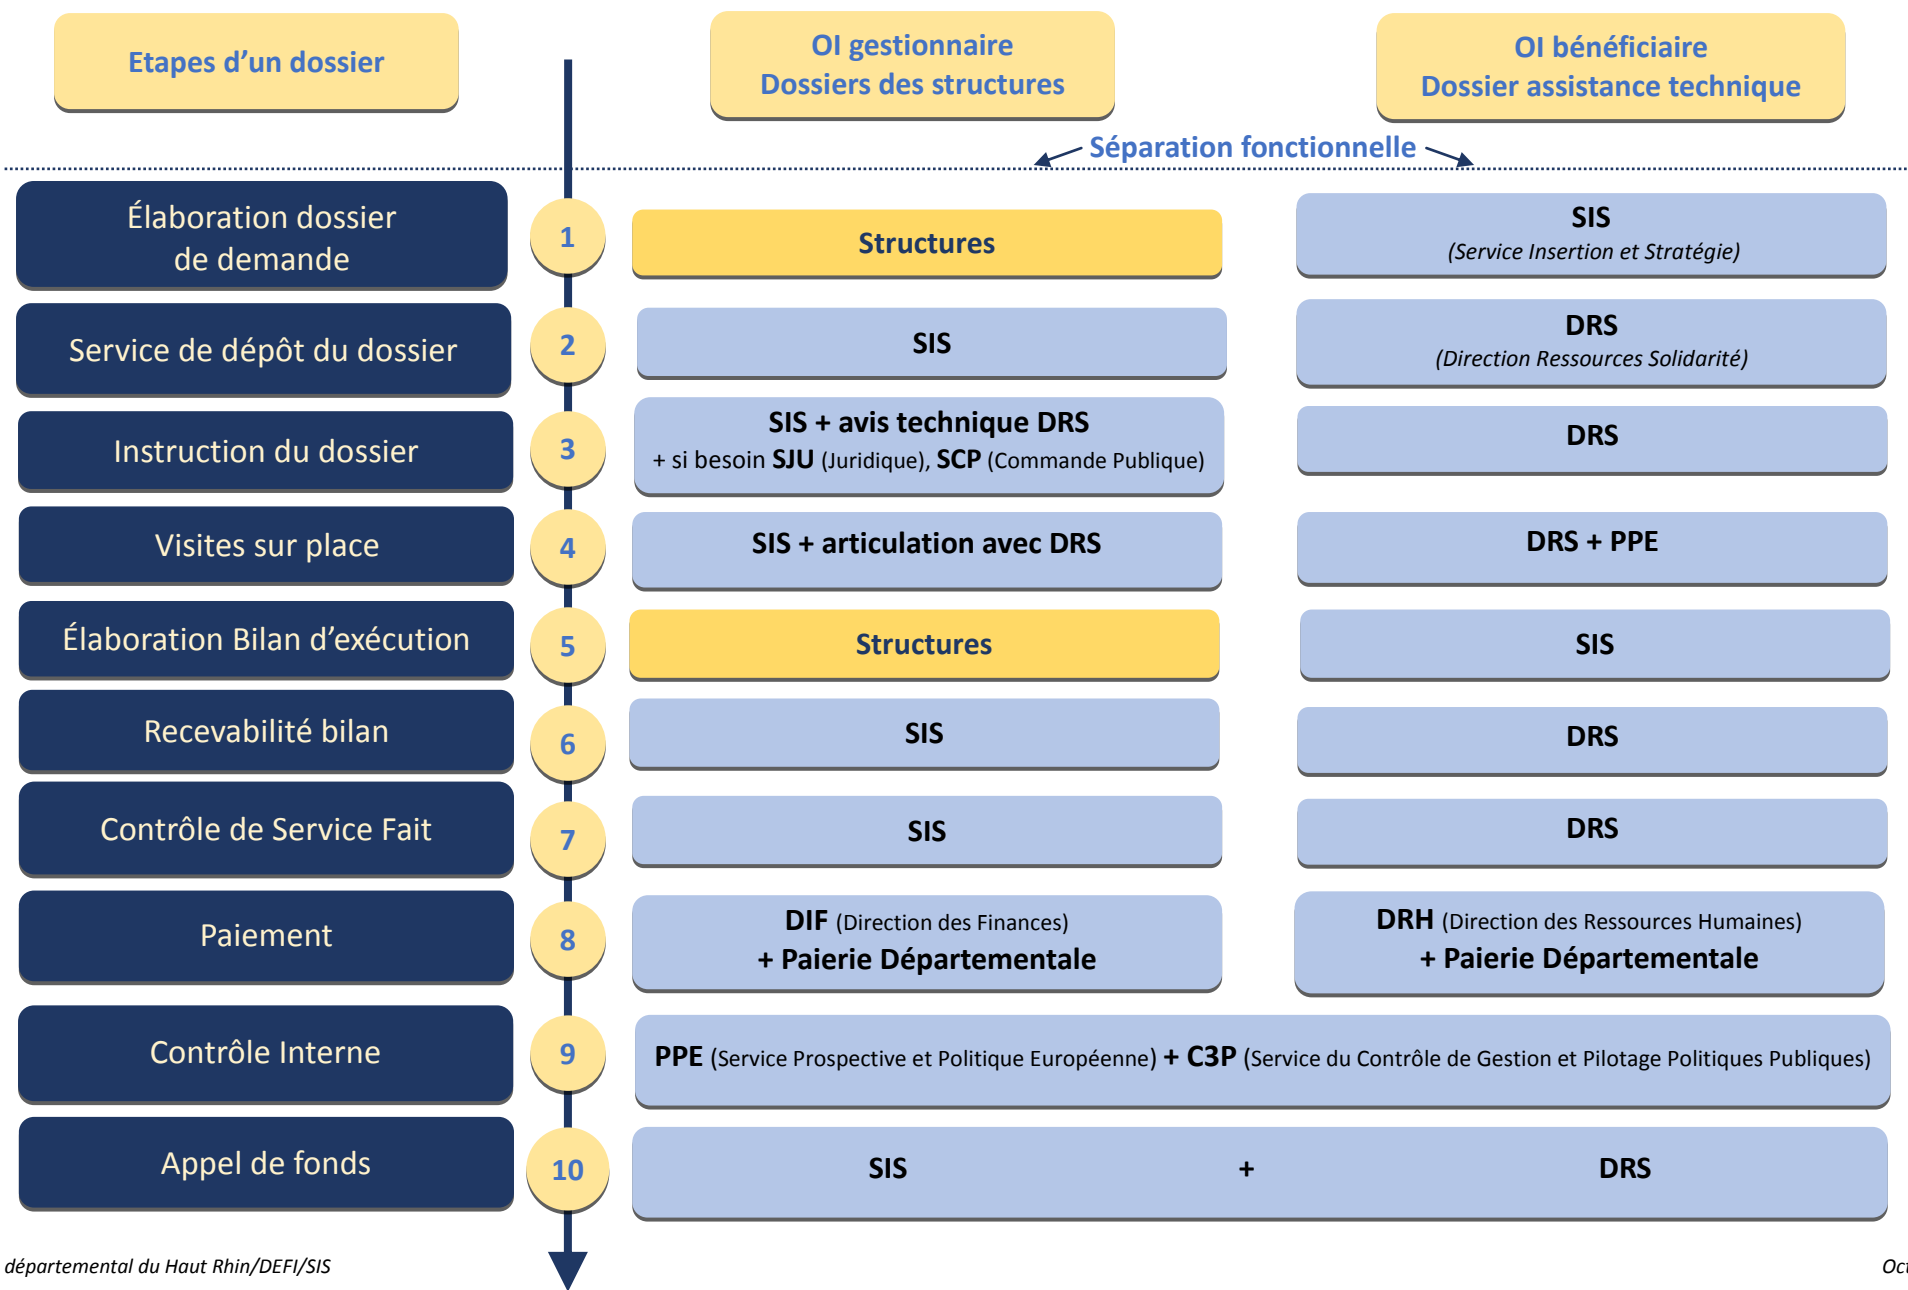 Etapes d’un dossier
OI gestionnaire
Dossiers des structures
OI bénéficiaire
Dossier assistance technique
Séparation fonctionnelle
Élaboration dossier
de demande
1
Structures
SIS
(Service Insertion et Stratégie)
Service de dépôt du dossier
2
SIS
DRS
(Direction Ressources Solidarité)
Instruction du dossier
3
SIS + avis technique DRS
+ si besoin SJU (Juridique), SCP (Commande Publique)
DRS
Visites sur place
4
SIS + articulation avec DRS
DRS + PPE
Élaboration Bilan d’exécution
5
Structures
SIS
Recevabilité bilan
6
SIS
DRS
Contrôle de Service Fait
7
SIS
DRS
Paiement
8
DIF (Direction des Finances)
+ Paierie Départementale
DRH (Direction des Ressources Humaines)
+ Paierie Départementale
Contrôle Interne
9
PPE (Service Prospective et Politique Européenne) + C3P (Service du Contrôle de Gestion et Pilotage Politiques Publiques)
Appel de fonds
10
SIS + DRS
départemental du Haut Rhin/DEFI/SIS
Oct